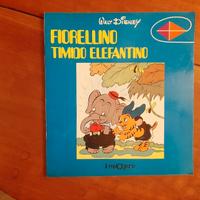 WALT DISNEY
FIORELLINO
TIMIDO ELEFANTINO